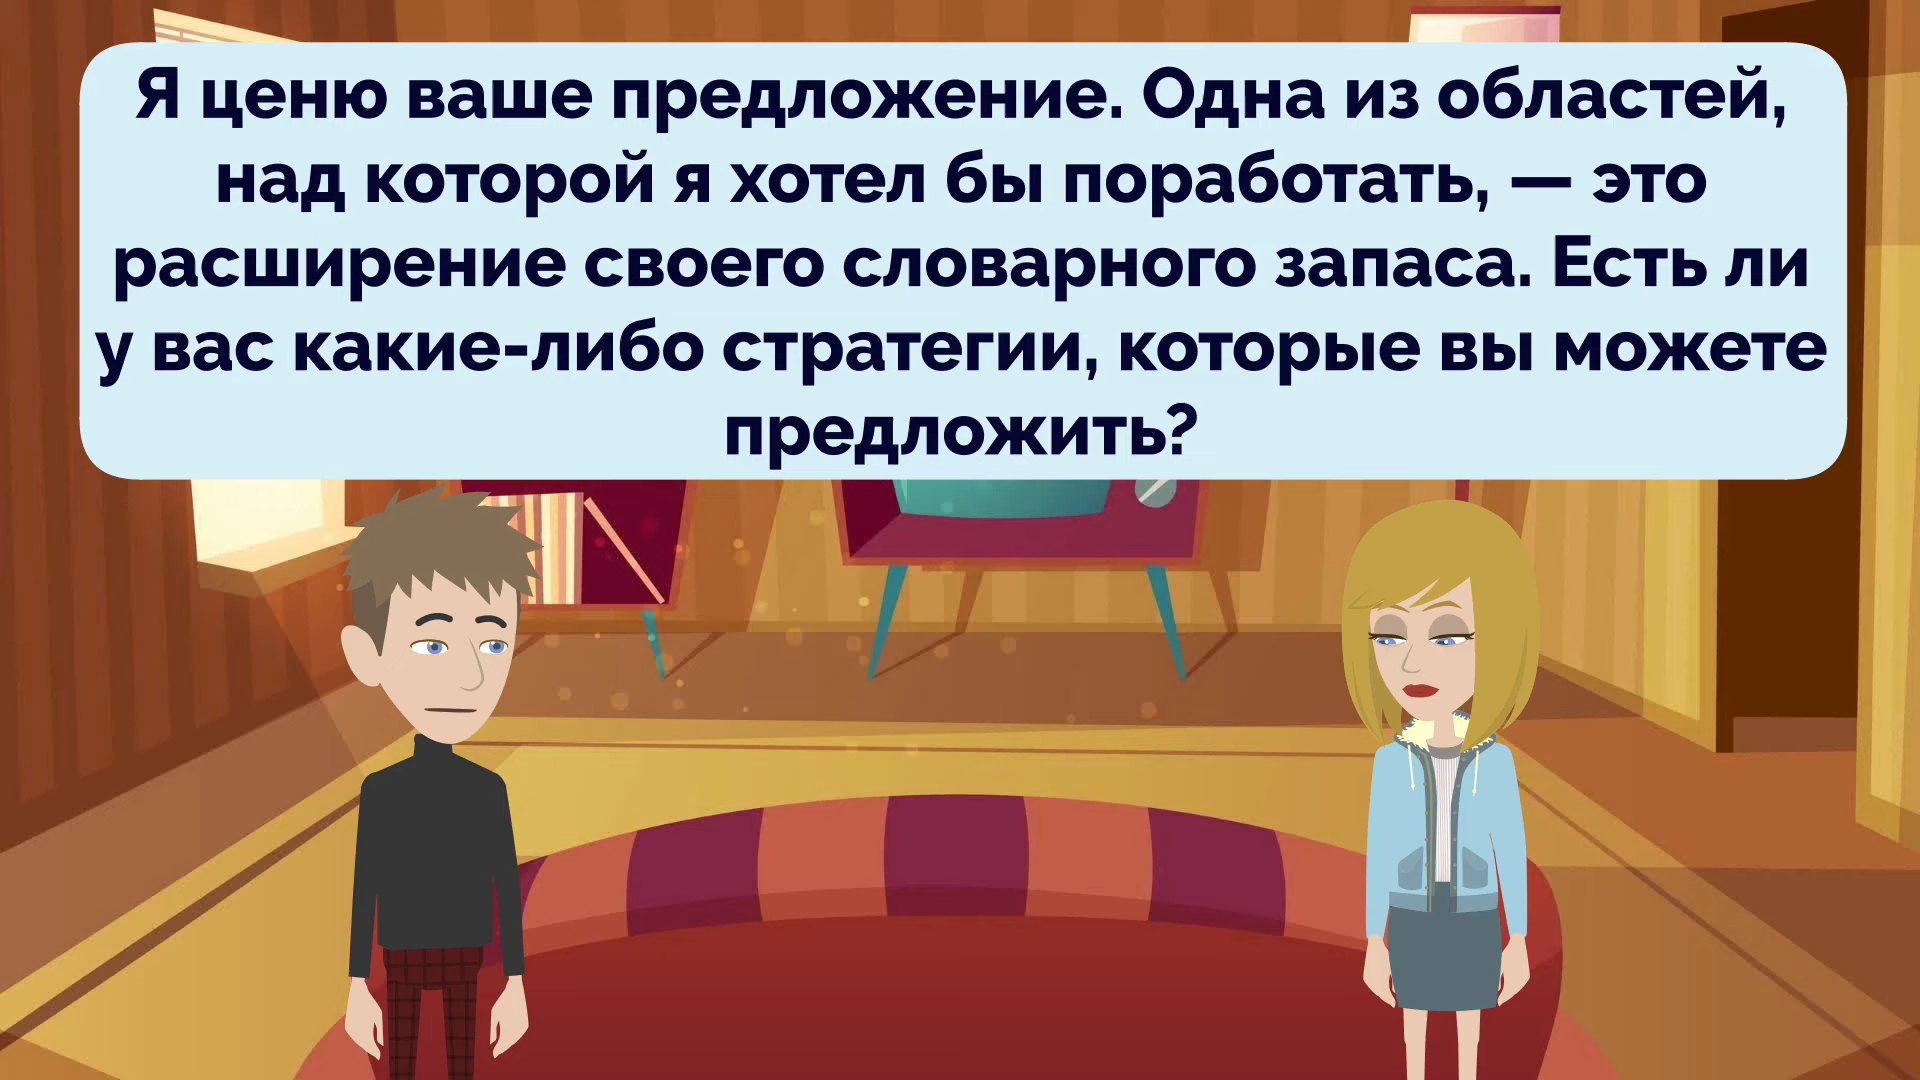 Я ценю ваше предложение. Одна из областей,
над которой я хотел бы поработать, — это
расширение своего словарного запаса. Есть ли
у вас какие-либо стратегии, которые вы можете
предложить?